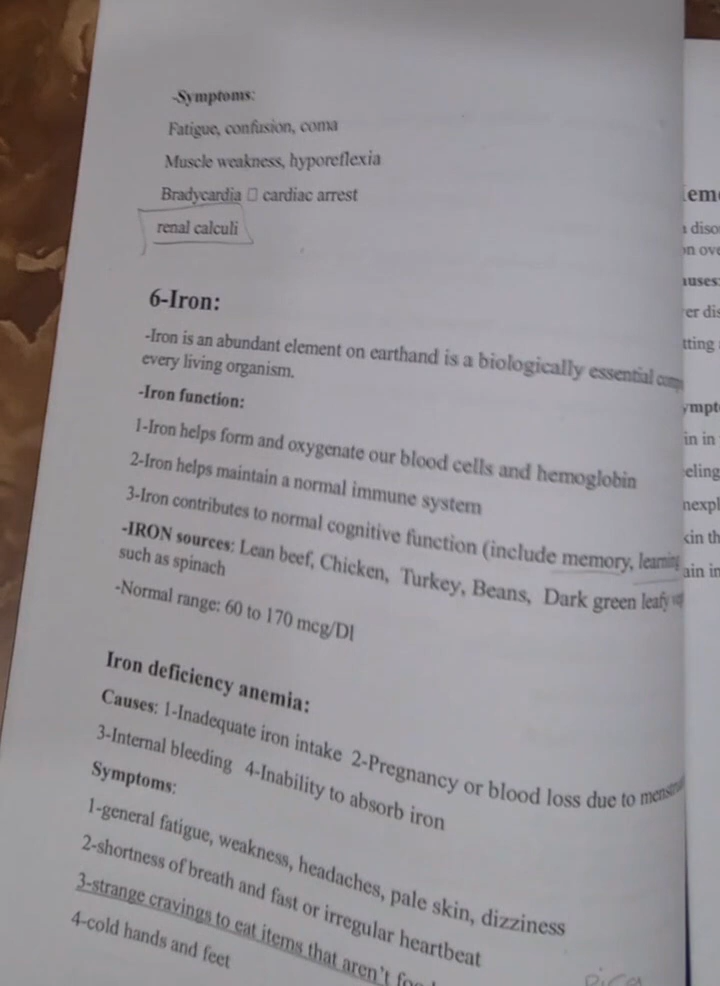 -Symptoms:
Fatigue, confusion, coma
Muscle weakness, hyporeflexia
Bradycardia □ cardiac arrest
renal calculi
6-Iron:
-Iron is an abundant element on earthand is a biologically essential
every living organism.
-Iron function:
1-Iron helps form and oxygenate our blood cells and hemoglobin
2-Iron helps maintain a normal immune system
3-Iron contributes to normal cognitive function (include memory, learning
-IRON sources: Lean beef, Chicken, Turkey, Beans, Dark green leafy
such as spinach
-Normal range: 60 to 170 mcg/Dl
Iron deficiency anemia:
Causes: 1-Inadequate iron intake 2-Pregnancy or blood loss due to
3-Internal bleeding 4-Inability to absorb iron
Symptoms:
1-general fatigue, weakness, headaches, pale skin, dizziness
2-shortness of breath and fast or irregular heartbeat
3-strange cravings to eat items that aren't
4-cold hands and feet
pica